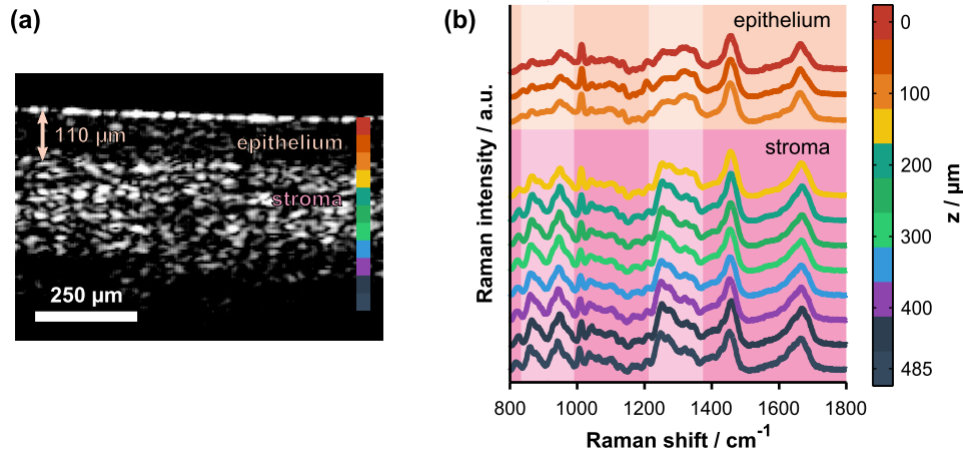 (a)
110 μm
epithelium
stroma
250 μm
(b)
epithelium
stroma
Raman intensity / a.u.
800 1000 1200 1400 1600 1800
Raman shift / cm⁻¹
0
100
200
300
400
485
z / μm